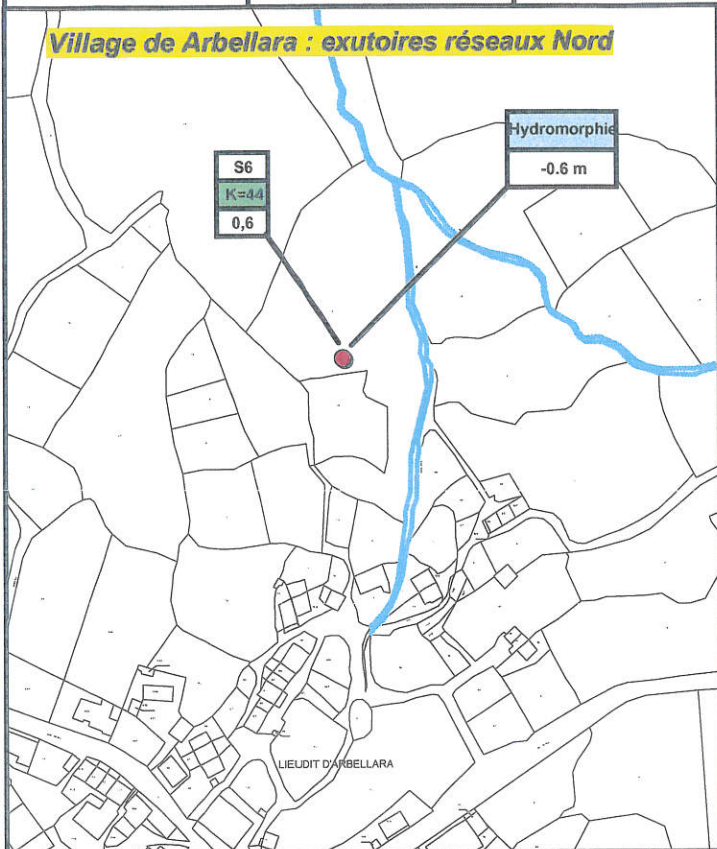 Village de Arbellara : exutoires réseaux Nord
Hydromorphie
-0.6 m
S6
K=44
0,6
LIEUDIT D'ARBELLARA